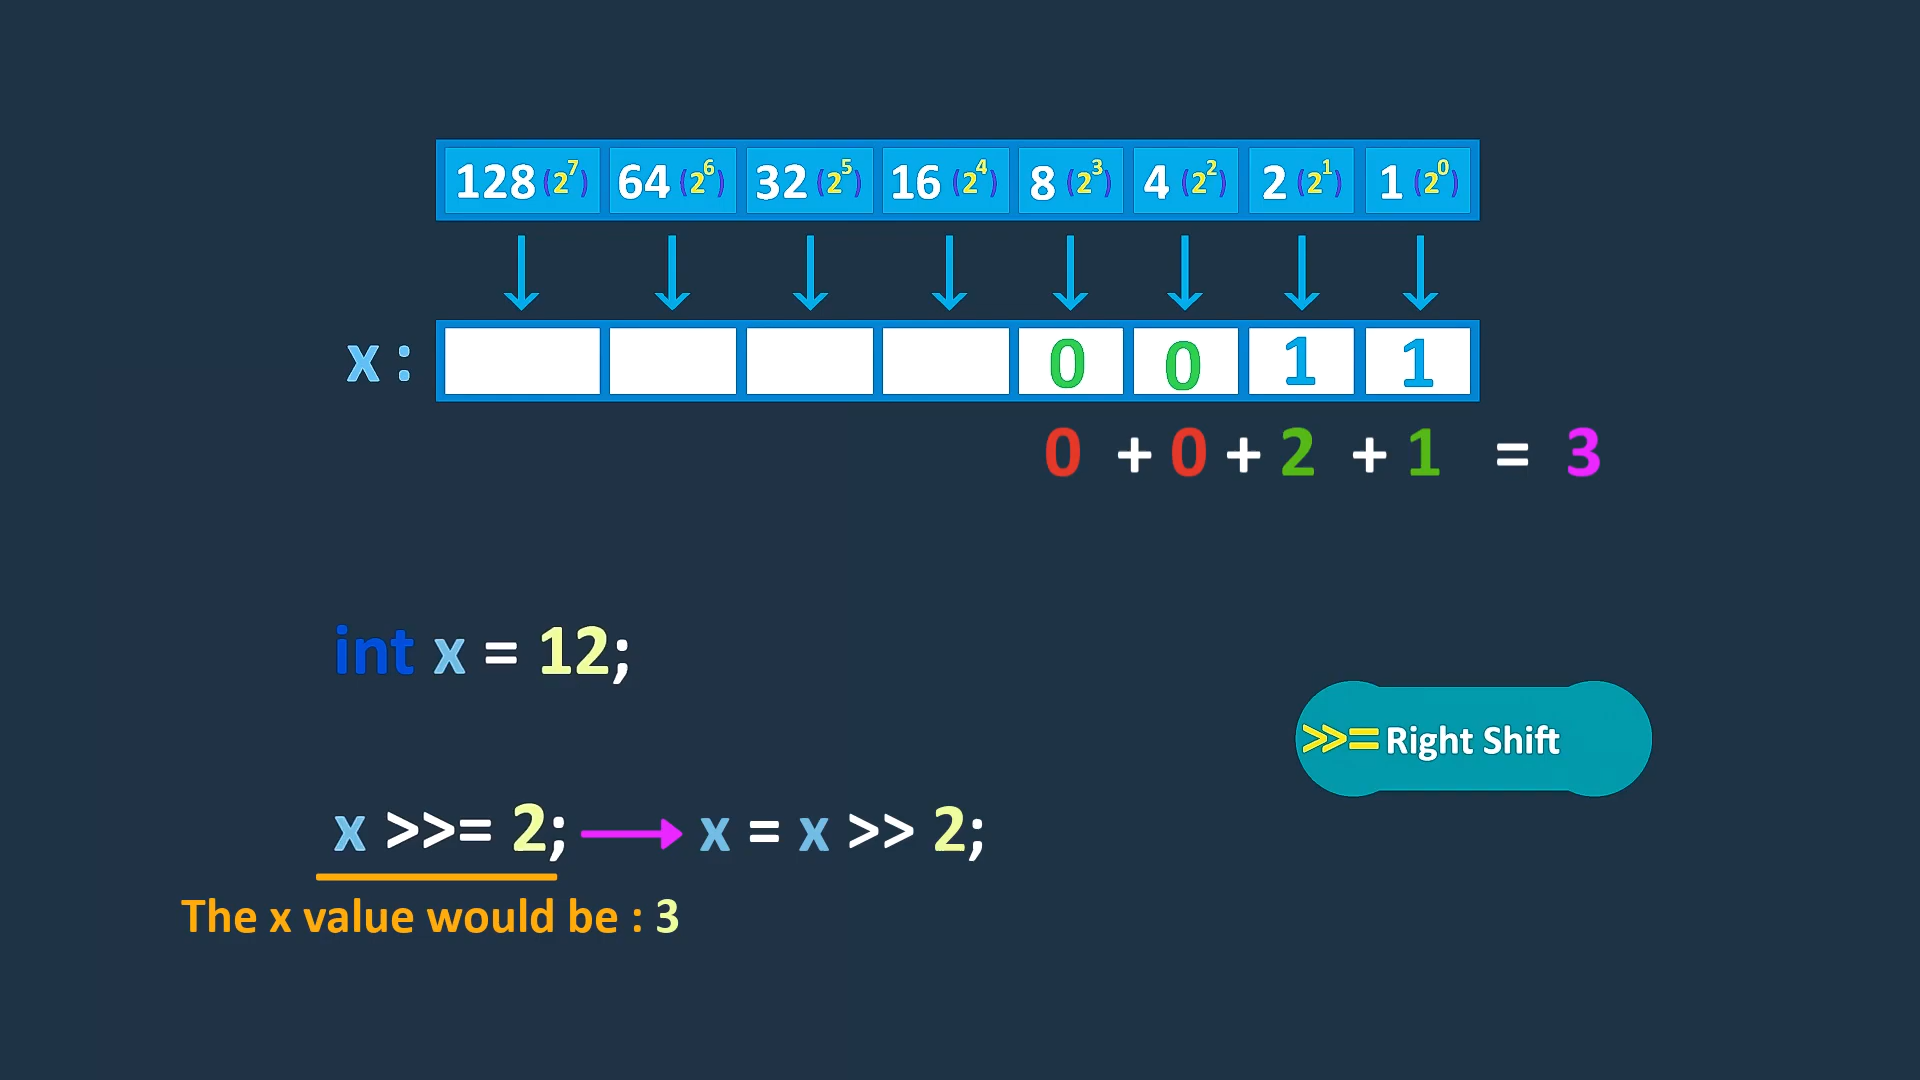 128 (2⁷) 64 (2⁶) 32 (2⁵) 16 (2⁴) 8 (2³) 4 (2²) 2 (2¹) 1 (2⁰)
x : 0 0 1 1
0 + 0 + 2 + 1 = 3
int x = 12;
>>= Right Shift
x >>= 2; x = x >> 2;
The x value would be : 3